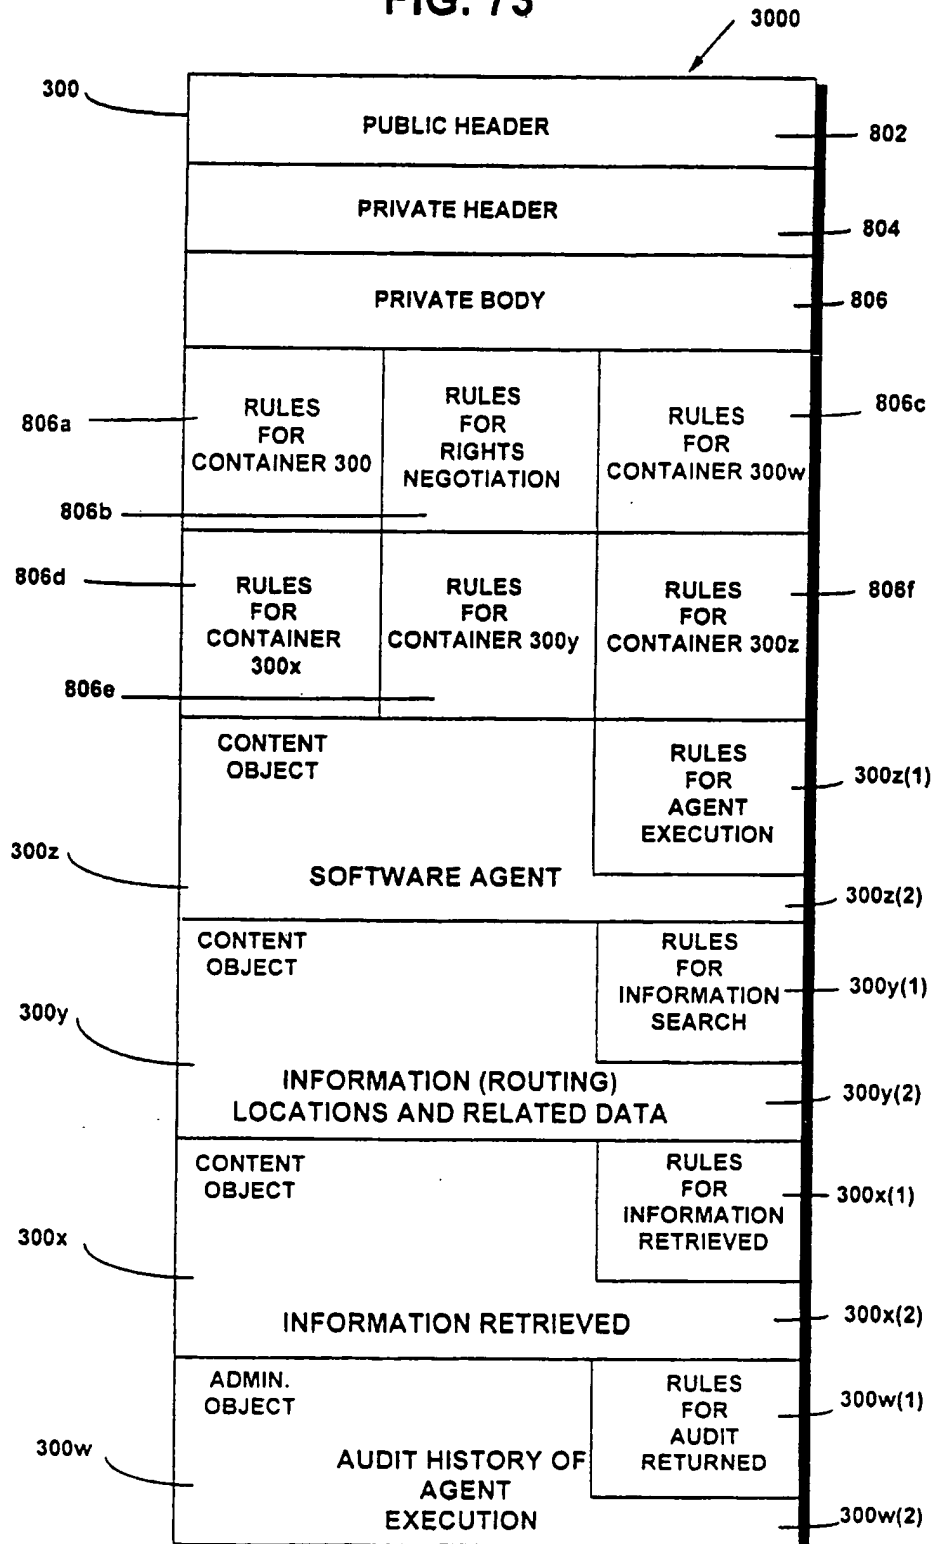 FIG. 73
3000
300
PUBLIC HEADER
802
PRIVATE HEADER
804
PRIVATE BODY
806
806a
RULES
FOR
CONTAINER 300
RULES
FOR
RIGHTS
NEGOTIATION
RULES
FOR
CONTAINER 300w
806c
806b
806d
RULES
FOR
CONTAINER
300x
RULES
FOR
CONTAINER 300y
RULES
FOR
CONTAINER 300z
806f
806e
CONTENT
OBJECT
RULES
FOR
AGENT
EXECUTION
300z(1)
300z
SOFTWARE AGENT
300z(2)
CONTENT
OBJECT
RULES
FOR
INFORMATION
SEARCH
300y(1)
300y
INFORMATION (ROUTING)
LOCATIONS AND RELATED DATA
300y(2)
CONTENT
OBJECT
RULES
FOR
INFORMATION
RETRIEVED
300x(1)
300x
INFORMATION RETRIEVED
300x(2)
ADMIN.
OBJECT
RULES
FOR
AUDIT
RETURNED
300w(1)
300w
AUDIT HISTORY OF
AGENT
EXECUTION
300w(2)